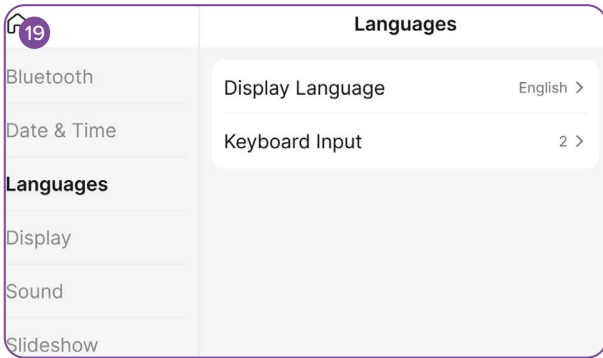 19
Languages
Bluetooth
Date & Time
Languages
Display
Sound
Slideshow
Display Language English >
Keyboard Input 2 >